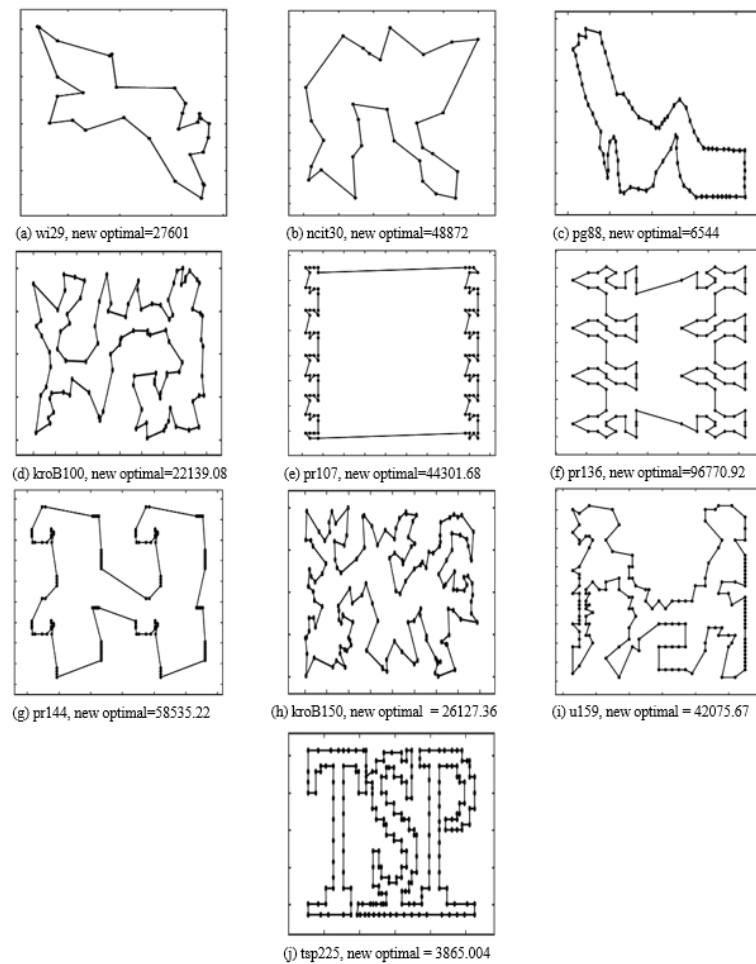 (a) wi29, new optimal=27601
(b) ncit30, new optimal=48872
(c) pg88, new optimal=6544
(d) kroB100, new optimal=22139.08
(e) pr107, new optimal=44301.68
(f) pr136, new optimal=96770.92
(g) pr144, new optimal=58535.22
(h) kroB150, new optimal = 26127.36
(i) u159, new optimal = 42075.67
TSP
(j) tsp225, new optimal = 3865.004